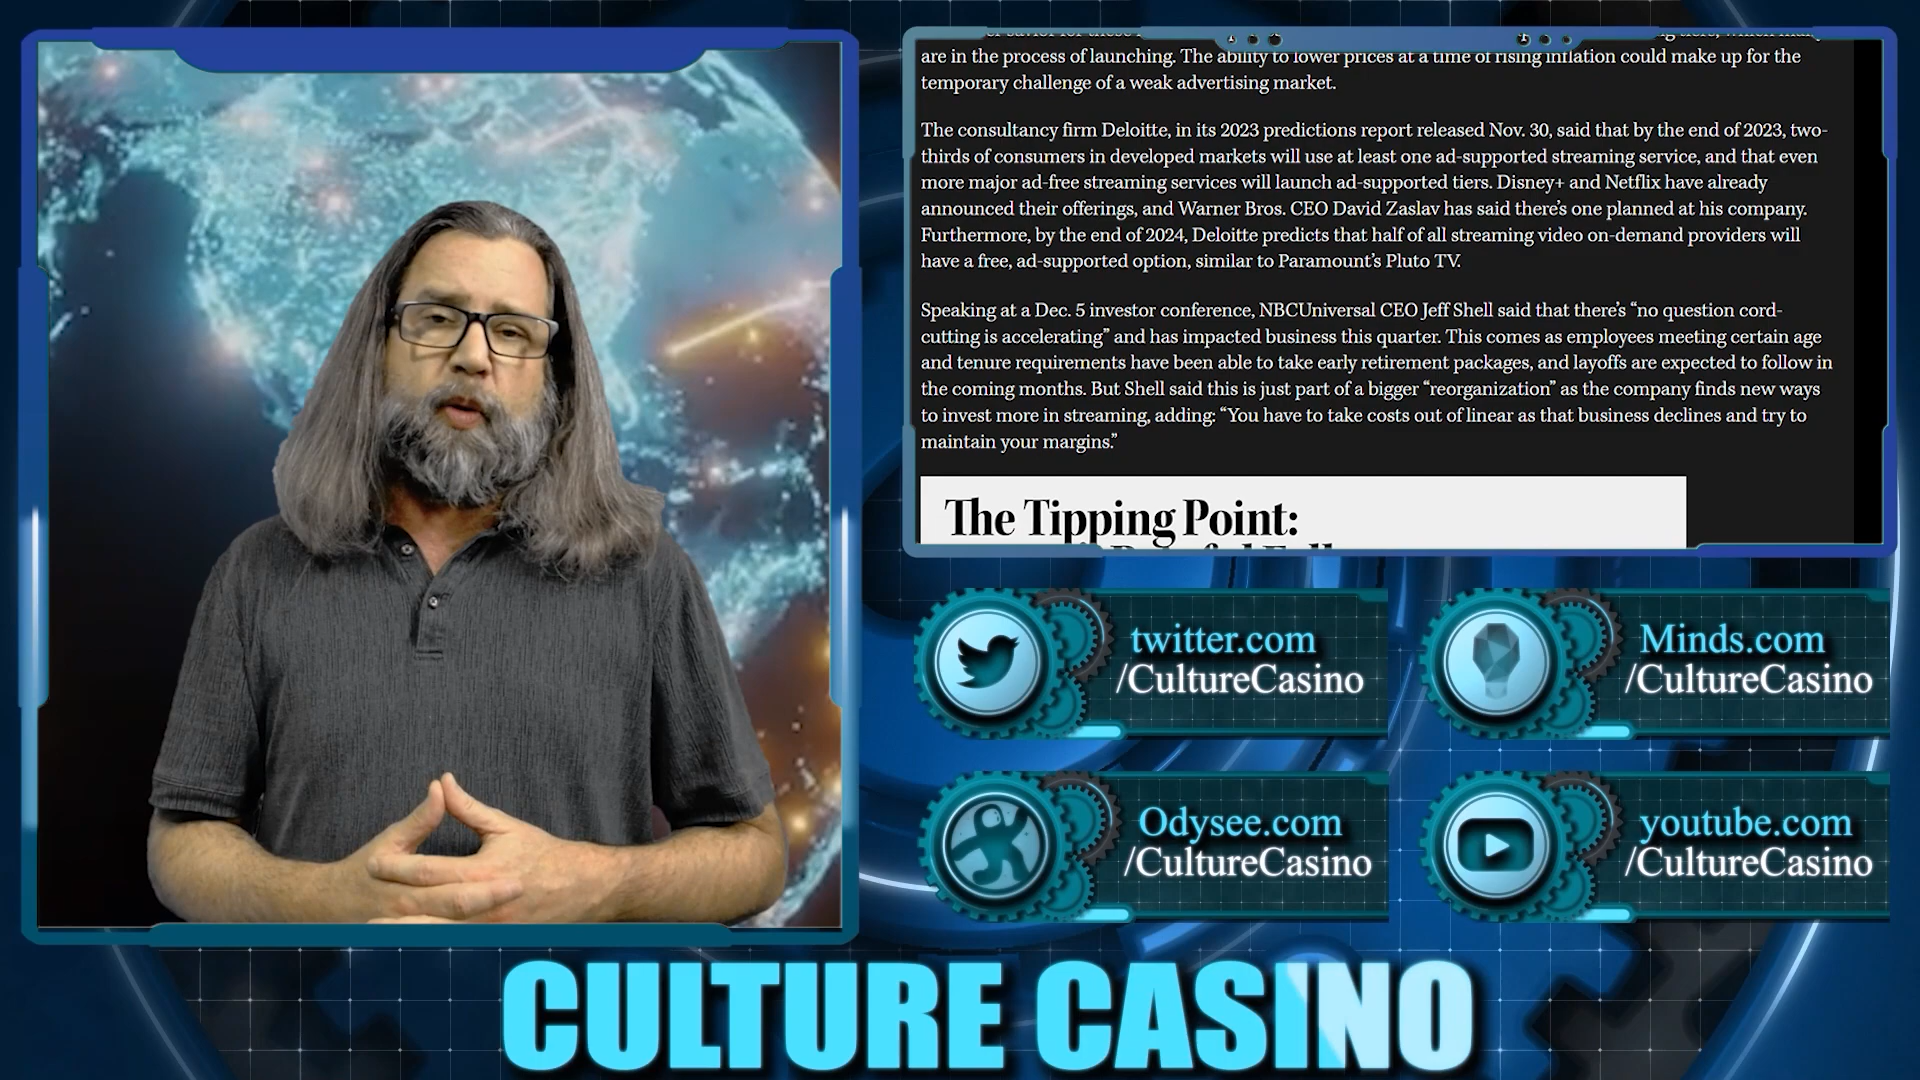 are in the process of launching. The ability to lower prices at a time of rising inflation could make up for the
temporary challenge of a weak advertising market.
The consultancy firm Deloitte, in its 2023 predictions report released Nov. 30, said that by the end of 2023, two-
thirds of consumers in developed markets will use at least one ad-supported streaming service, and that even
more major ad-free streaming services will launch ad-supported tiers. Disney+ and Netflix have already
announced their offerings, and Warner Bros. CEO David Zaslav has said there’s one planned at his company.
Furthermore, by the end of 2024, Deloitte predicts that half of all streaming video on-demand providers will
have a free, ad-supported option, similar to Paramount’s Pluto TV.
Speaking at a Dec. 5 investor conference, NBCUniversal CEO Jeff Shell said that there’s “no question cord-
cutting is accelerating” and has impacted business this quarter. This comes as employees meeting certain age
and tenure requirements have been able to take early retirement packages, and layoffs are expected to follow in
the coming months. But Shell said this is just part of a bigger “reorganization” as the company finds new ways
to invest more in streaming, adding: “You have to take costs out of linear as that business declines and try to
maintain your margins.”
The Tipping Point:
twitter.com
/CultureCasino
Minds.com
/CultureCasino
Odysee.com
/CultureCasino
youtube.com
/CultureCasino
CULTURE CASINO